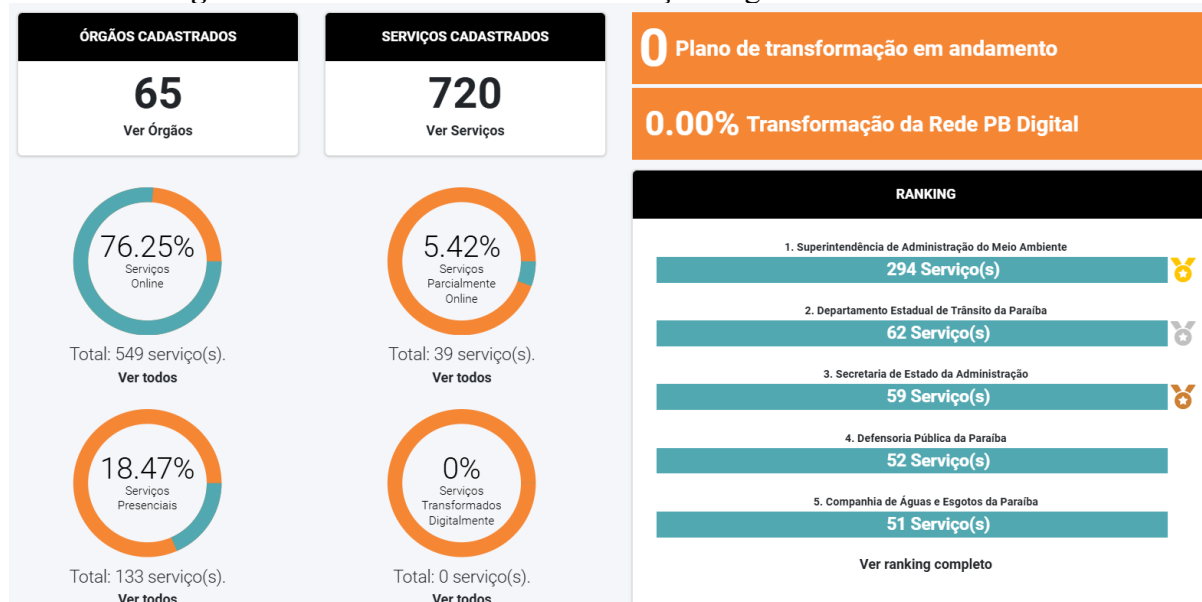 ÓRGÃOS CADASTRADOS
65
Ver Órgãos
SERVIÇOS CADASTRADOS
720
Ver Serviços
0 Plano de transformação em andamento
0.00% Transformação da Rede PB Digital
76.25%
Serviços
Online
Total: 549 serviço(s).
Ver todos
5.42%
Serviços
Parcialmente
Online
Total: 39 serviço(s).
Ver todos
18.47%
Serviços
Presenciais
Total: 133 serviço(s).
Ver todos
0%
Serviços
Transformados
Digitalmente
Total: 0 serviço(s).
Ver todos
RANKING
1. Superintendência de Administração do Meio Ambiente
294 Serviço(s)
2. Departamento Estadual de Trânsito da Paraíba
62 Serviço(s)
3. Secretaria de Estado da Administração
59 Serviço(s)
4. Defensoria Pública da Paraíba
52 Serviço(s)
5. Companhia de Águas e Esgotos da Paraíba
51 Serviço(s)
Ver ranking completo